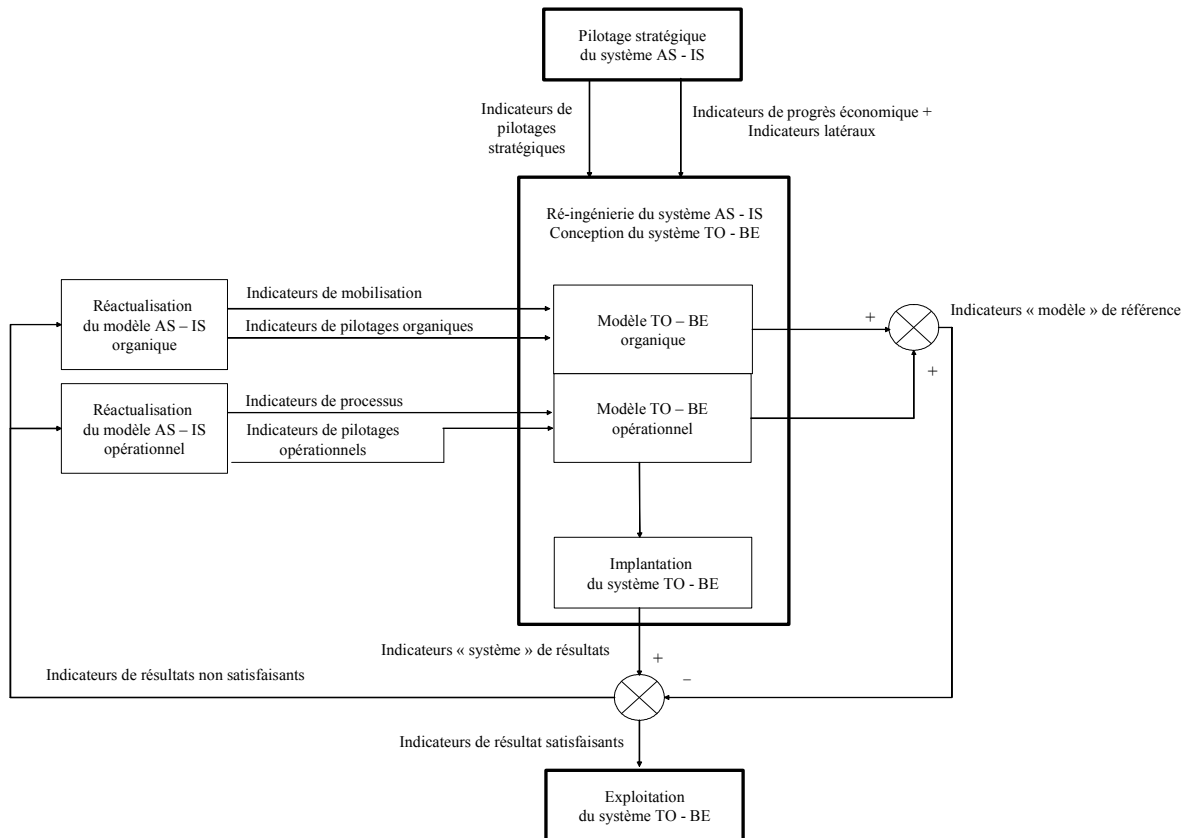 Pilotage stratégique
du système AS - IS
Indicateurs de
pilotages
stratégiques
Indicateurs de progrès économique +
Indicateurs latéraux
Ré-ingénierie du système AS - IS
Conception du système TO - BE
Réactualisation
du modèle AS – IS
organique
Indicateurs de mobilisation
Indicateurs de pilotages organiques
Modèle TO – BE
organique
+
Indicateurs « modèle » de référence
+
Réactualisation
du modèle AS – IS
opérationnel
Indicateurs de processus
Indicateurs de pilotages
opérationnels
Modèle TO – BE
opérationnel
Implantation
du système TO - BE
Indicateurs « système » de résultats
+
−
Indicateurs de résultats non satisfaisants
Indicateurs de résultat satisfaisants
Exploitation
du système TO - BE